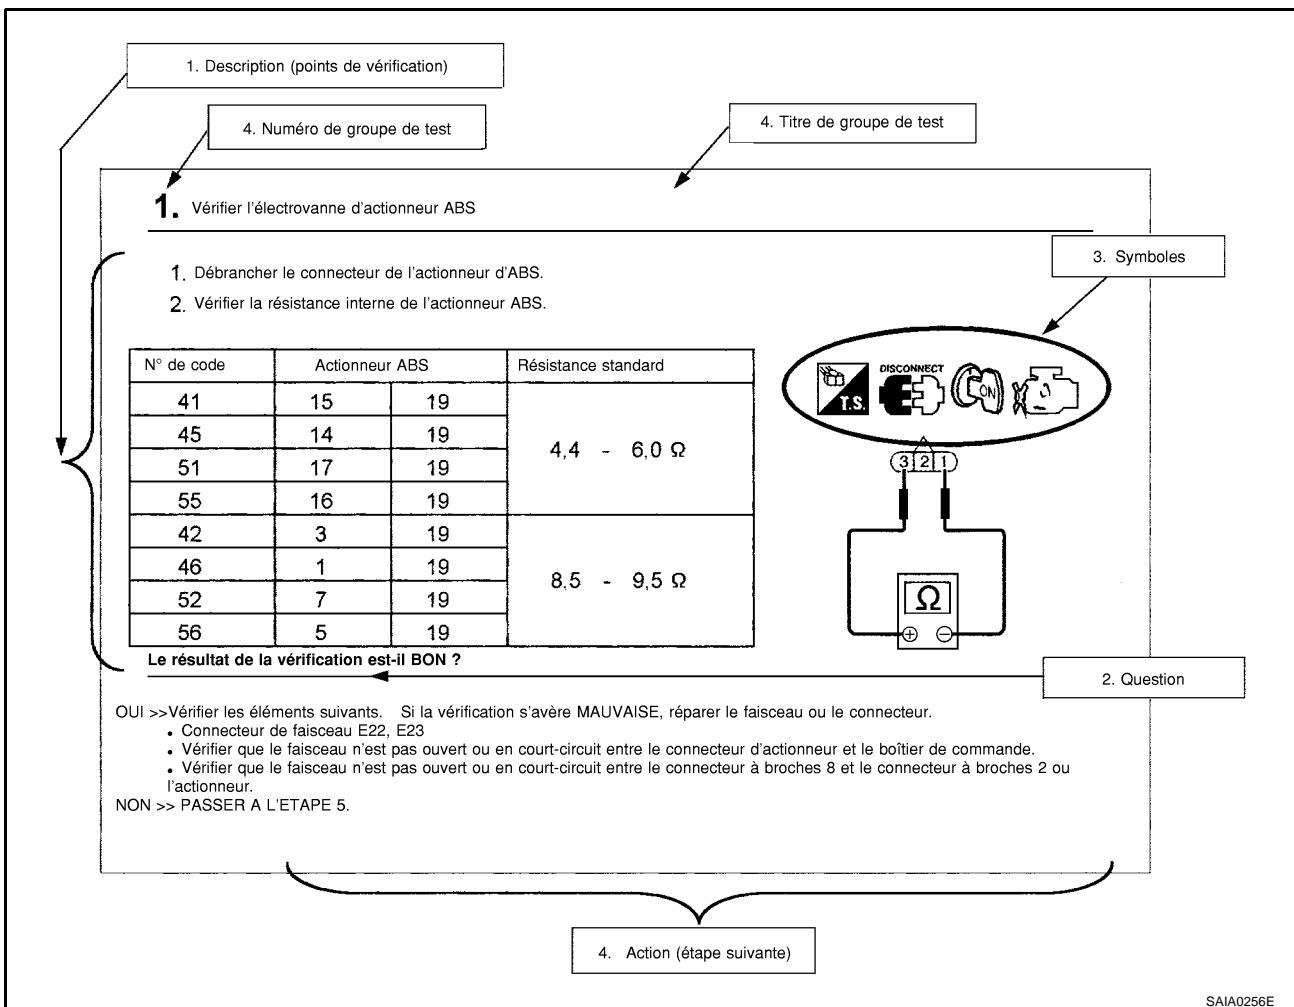 1. Description (points de vérification)
4. Numéro de groupe de test
4. Titre de groupe de test
1. Vérifier l'électrovanne d'actionneur ABS
3. Symboles
1. Débrancher le connecteur de l'actionneur d'ABS.
2. Vérifier la résistance interne de l'actionneur ABS.
N° de code Actionneur ABS Résistance standard
41 15 19
45 14 19
4,4 - 6,0 Ω
51 17 19
55 16 19
42 3 19
46 1 19
8,5 - 9,5 Ω
52 7 19
56 5 19
DISCONNECT
T.S.
ON
3 2 1
Ω
+ −
Le résultat de la vérification est-il BON ?
2. Question
OUI >>Vérifier les éléments suivants. Si la vérification s'avère MAUVAISE, réparer le faisceau ou le connecteur.
• Connecteur de faisceau E22, E23
• Vérifier que le faisceau n'est pas ouvert ou en court-circuit entre le connecteur d'actionneur et le boîtier de commande.
• Vérifier que le faisceau n'est pas ouvert ou en court-circuit entre le connecteur à broches 8 et le connecteur à broches 2 ou
l'actionneur.
NON >> PASSER A L'ETAPE 5.
4. Action (étape suivante)
SAIA0256E